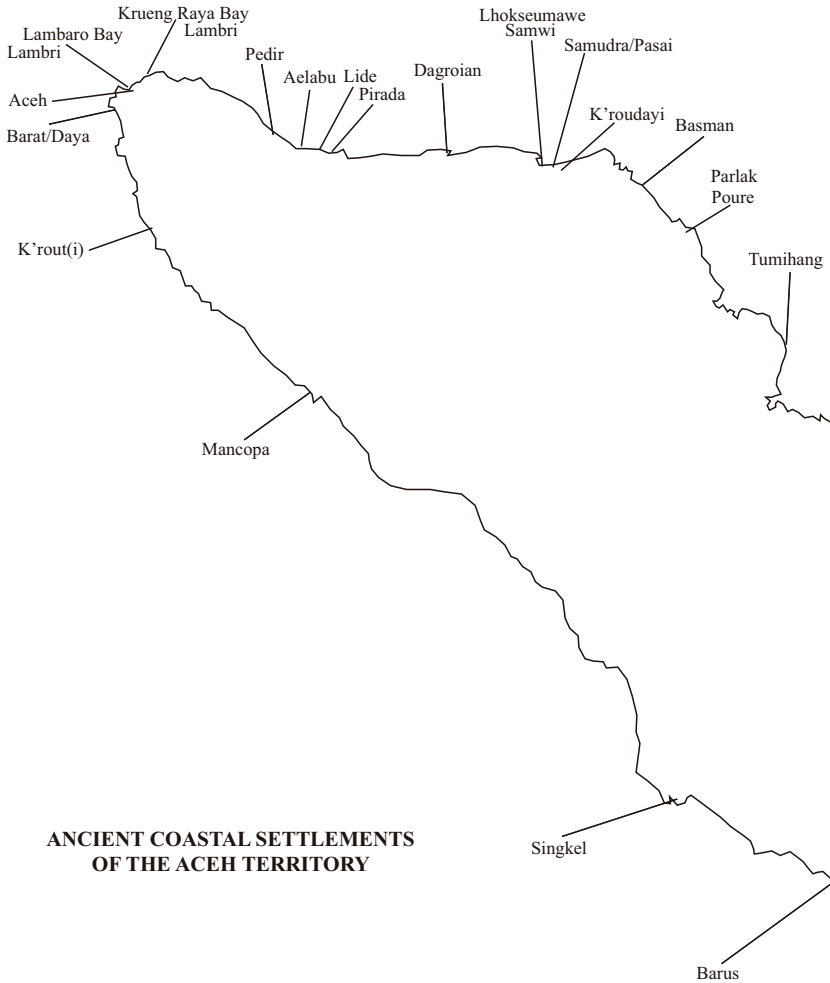 Krueng Raya Bay
Lambri
Lambaro Bay
Lambri
Aceh
Barat/Daya
Pedir
Aelabu
Lide
Pirada
Dagroian
Lhokseumawe
Samwi
Samudra/Pasai
K'roudayi
Basman
Parlak
Poure
Tumihang
K'rout(i)
Mancopa
Singkel
Barus
ANCIENT COASTAL SETTLEMENTS
OF THE ACEH TERRITORY